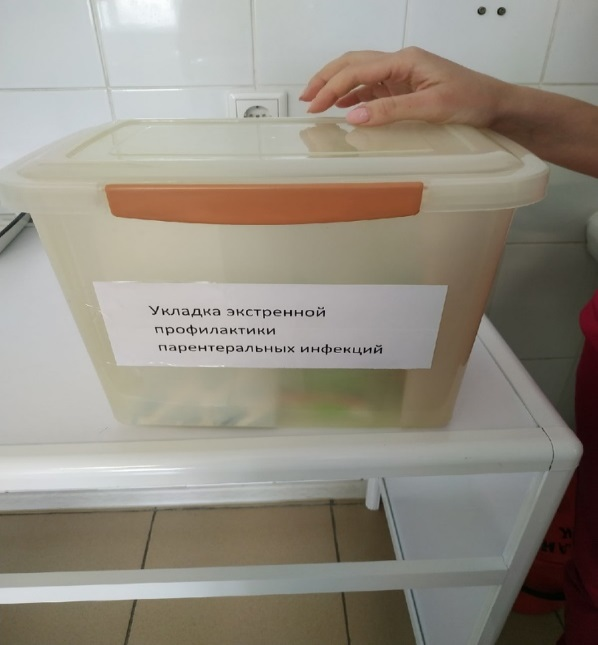 Укладка экстренной
профилактики
парентеральных инфекций